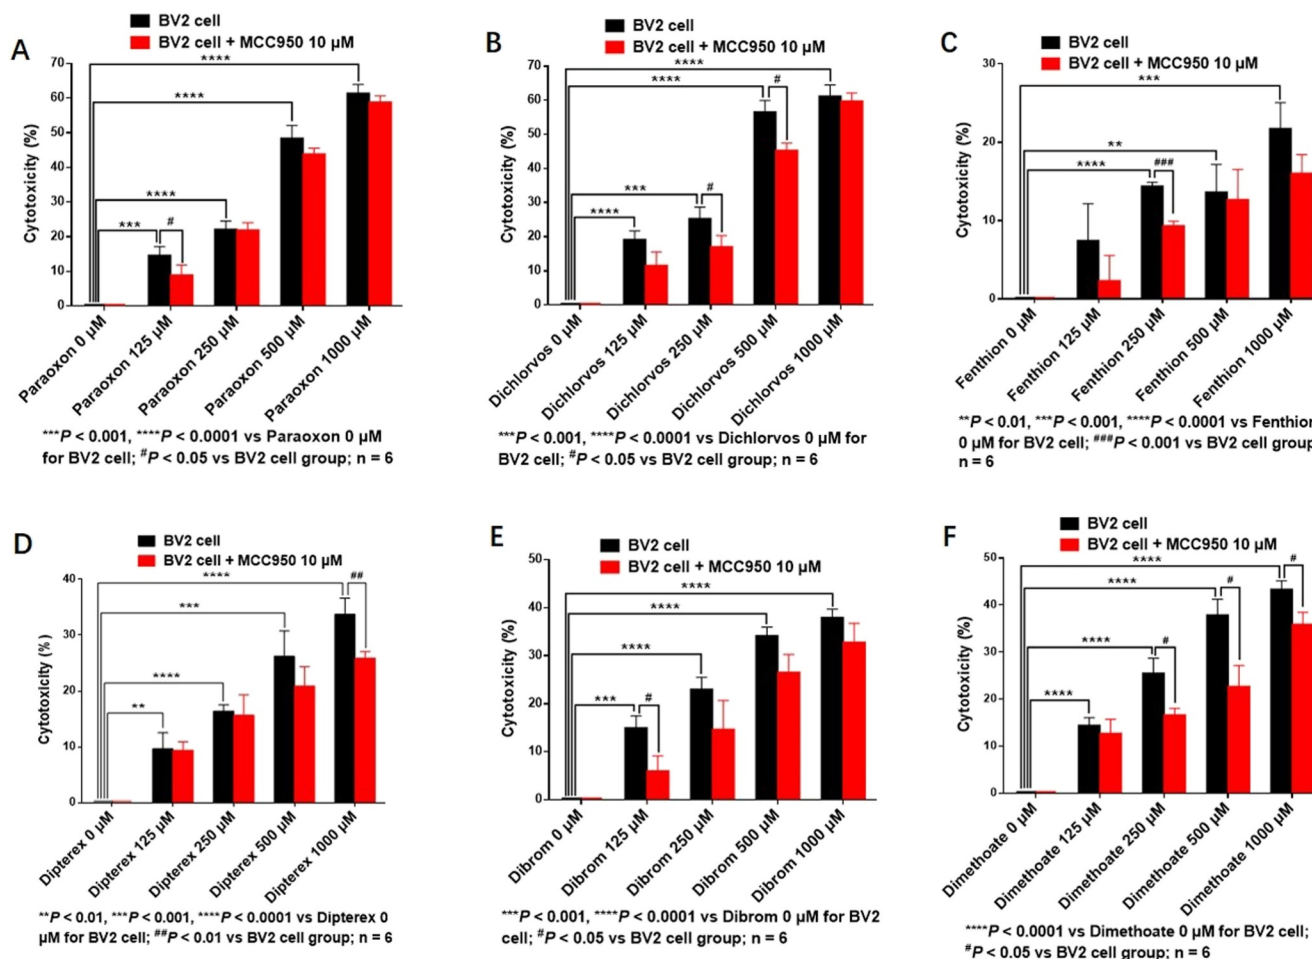 A
BV2 cell
BV2 cell + MCC950 10 μM
Cytotoxicity (%)
70
60
50
40
30
20
10
0
****
****
****
***
#
Paraoxon 0 μM
Paraoxon 125 μM
Paraoxon 250 μM
Paraoxon 500 μM
Paraoxon 1000 μM
***P < 0.001, ****P < 0.0001 vs Paraoxon 0 μM
for BV2 cell; #P < 0.05 vs BV2 cell group; n = 6
B
BV2 cell
BV2 cell + MCC950 10 μM
Cytotoxicity (%)
70
60
50
40
30
20
10
0
****
****
#
***
#
****
Dichlorvos 0 μM
Dichlorvos 125 μM
Dichlorvos 250 μM
Dichlorvos 500 μM
Dichlorvos 1000 μM
***P < 0.001, ****P < 0.0001 vs Dichlorvos 0 μM for
BV2 cell; #P < 0.05 vs BV2 cell group; n = 6
C
BV2 cell
BV2 cell + MCC950 10 μM
Cytotoxicity (%)
30
20
10
0
***
**
****
###
Fenthion 0 μM
Fenthion 125 μM
Fenthion 250 μM
Fenthion 500 μM
Fenthion 1000 μM
**P < 0.01, ***P < 0.001, ****P < 0.0001 vs Fenthion
0 μM for BV2 cell; ###P < 0.001 vs BV2 cell group
n = 6
D
BV2 cell
BV2 cell + MCC950 10 μM
Cytotoxicity (%)
40
30
20
10
0
****
##
***
****
**
Dipterex 0 μM
Dipterex 125 μM
Dipterex 250 μM
Dipterex 500 μM
Dipterex 1000 μM
**P < 0.01, ***P < 0.001, ****P < 0.0001 vs Dipterex 0
μM for BV2 cell; ##P < 0.01 vs BV2 cell group; n = 6
E
BV2 cell
BV2 cell + MCC950 10 μM
Cytotoxicity (%)
50
40
30
20
10
0
****
****
****
***
#
Dibrom 0 μM
Dibrom 125 μM
Dibrom 250 μM
Dibrom 500 μM
Dibrom 1000 μM
***P < 0.001, ****P < 0.0001 vs Dibrom 0 μM for BV2
cell; #P < 0.05 vs BV2 cell group; n = 6
F
BV2 cell
BV2 cell + MCC950 10 μM
Cytotoxicity (%)
50
40
30
20
10
0
****
#
****
#
****
#
****
Dimethoate 0 μM
Dimethoate 125 μM
Dimethoate 250 μM
Dimethoate 500 μM
Dimethoate 1000 μM
****P < 0.0001 vs Dimethoate 0 μM for BV2 cell;
#P < 0.05 vs BV2 cell group; n = 6